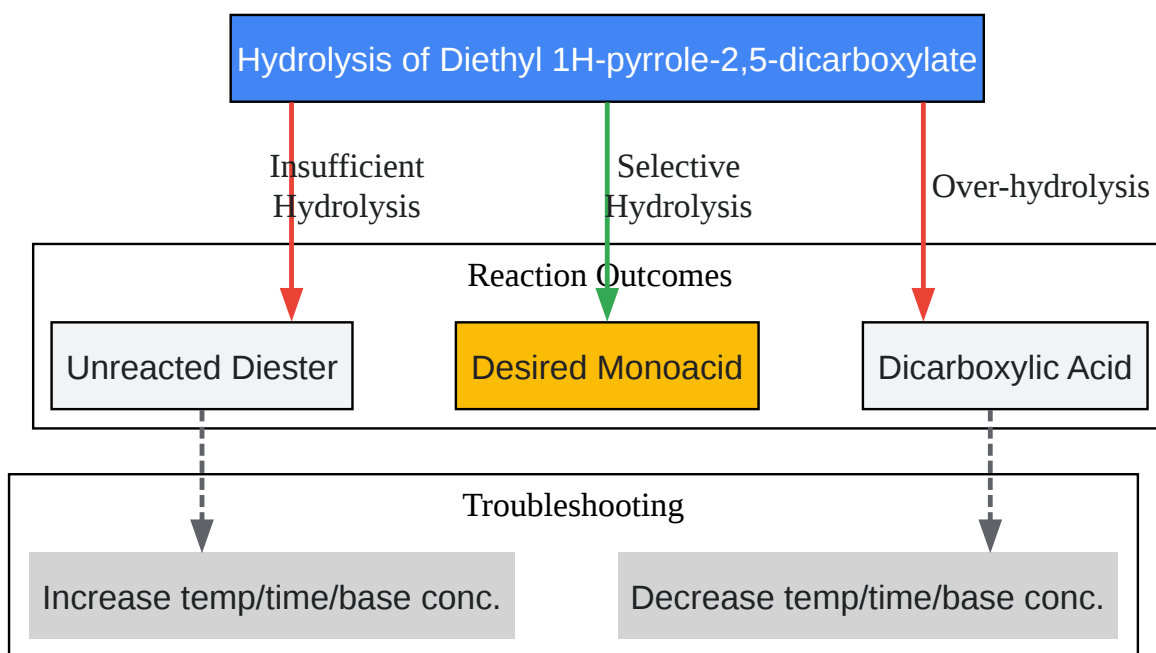 Hydrolysis of Diethyl 1H-pyrrole-2,5-dicarboxylate
Insufficient
Hydrolysis
Selective
Hydrolysis
Over-hydrolysis
Reaction Outcomes
Unreacted Diester
Desired Monoacid
Dicarboxylic Acid
Troubleshooting
Increase temp/time/base conc.
Decrease temp/time/base conc.